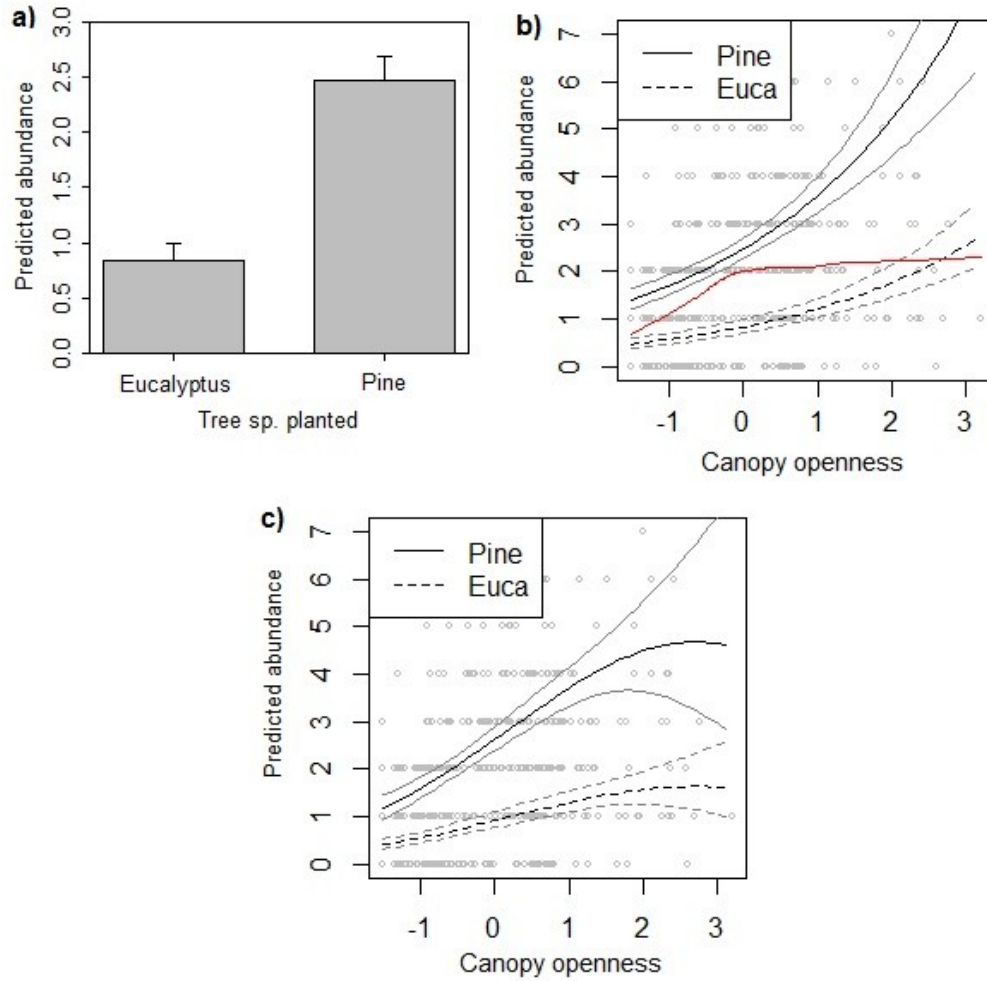 a)
Predicted abundance
3.0
2.5
2.0
1.5
1.0
0.5
0.0
Eucalyptus
Pine
Tree sp. planted
b)
Predicted abundance
7
6
5
4
3
2
1
0
Pine
Euca
-1 0 1 2 3
Canopy openness
c)
Predicted abundance
7
6
5
4
3
2
1
0
Pine
Euca
-1 0 1 2 3
Canopy openness